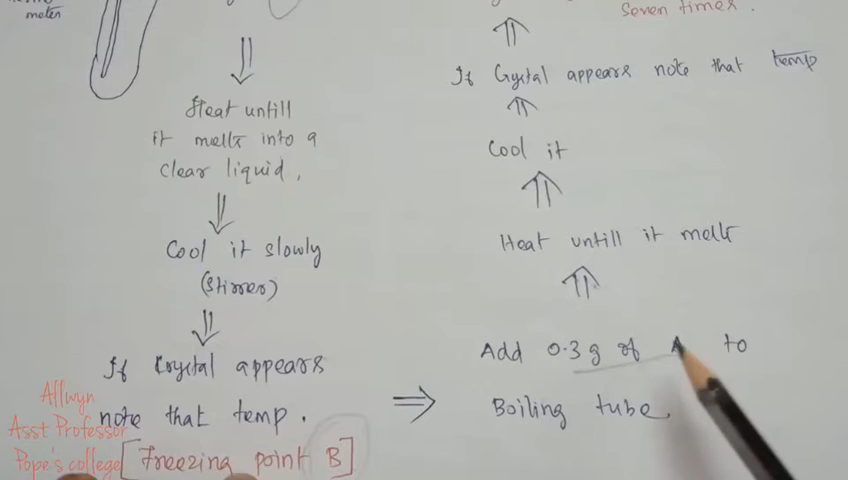 meter
Heat untill
it melts into a
clear liquid.
Cool it slowly
(Stirrer)
If Crystal appears
note that temp.
[Freezing point B]
Allwyn
Asst Professor
Pope's college
Seven times.
If Crystal appears note that temp
Cool it
Heat untill it melts
Add 0.3 g of A to
Boiling tube